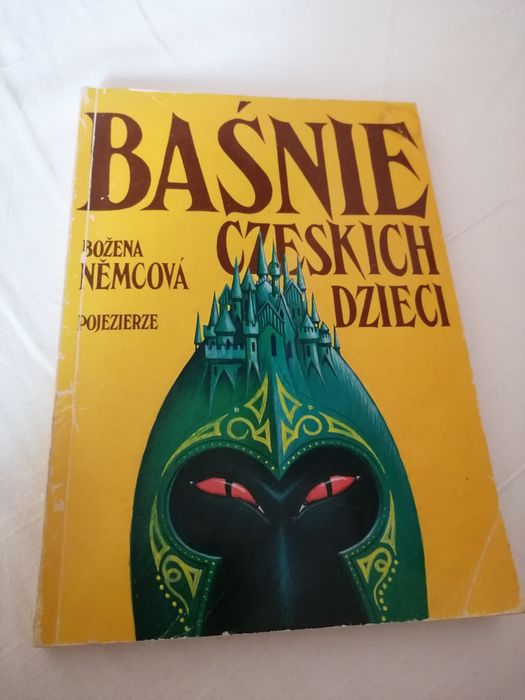 BAŚNIE
CZESKICH
DZIECI
BOŽENA
NĚMCOVÁ
POJEZIERZE